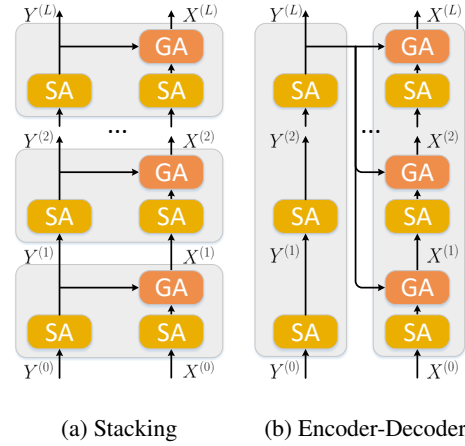 Y^{(L)} X^{(L)} Y^{(L)} X^{(L)}
GA GA
SA SA SA SA
... ...
Y^{(2)} X^{(2)} Y^{(2)} X^{(2)}
GA GA
SA SA SA SA
Y^{(1)} X^{(1)} Y^{(1)} X^{(1)}
GA GA
SA SA SA SA
Y^{(0)} X^{(0)} Y^{(0)} X^{(0)}
(a) Stacking (b) Encoder-Decoder